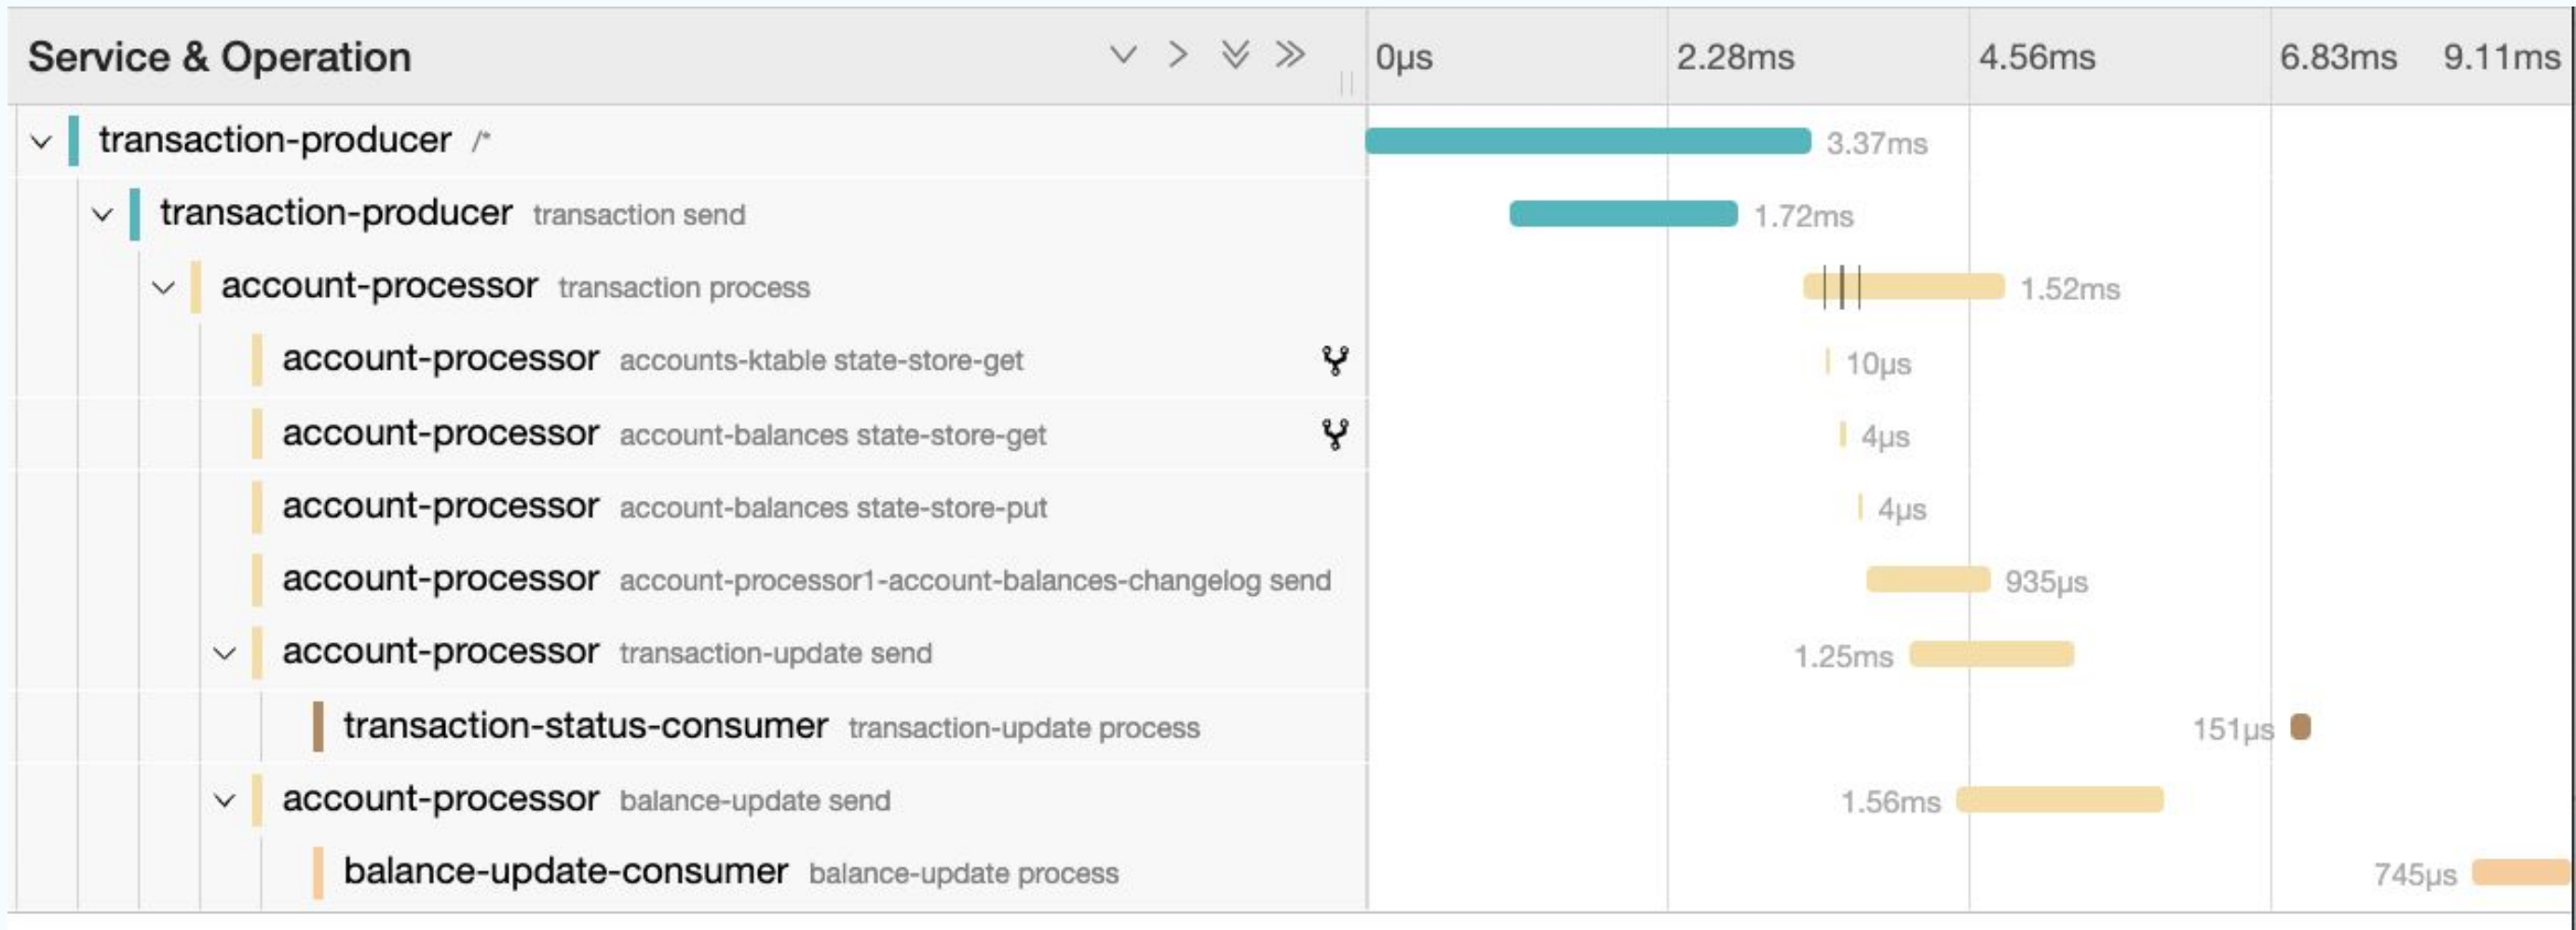 Service & Operation 0μs 2.28ms 4.56ms 6.83ms 9.11ms
transaction-producer /* 3.37ms
transaction-producer transaction send 1.72ms
account-processor transaction process 1.52ms
account-processor accounts-ktable state-store-get 10μs
account-processor account-balances state-store-get 4μs
account-processor account-balances state-store-put 4μs
account-processor account-processor1-account-balances-changelog send 935μs
account-processor transaction-update send 1.25ms
transaction-status-consumer transaction-update process 151μs
account-processor balance-update send 1.56ms
balance-update-consumer balance-update process 745μs